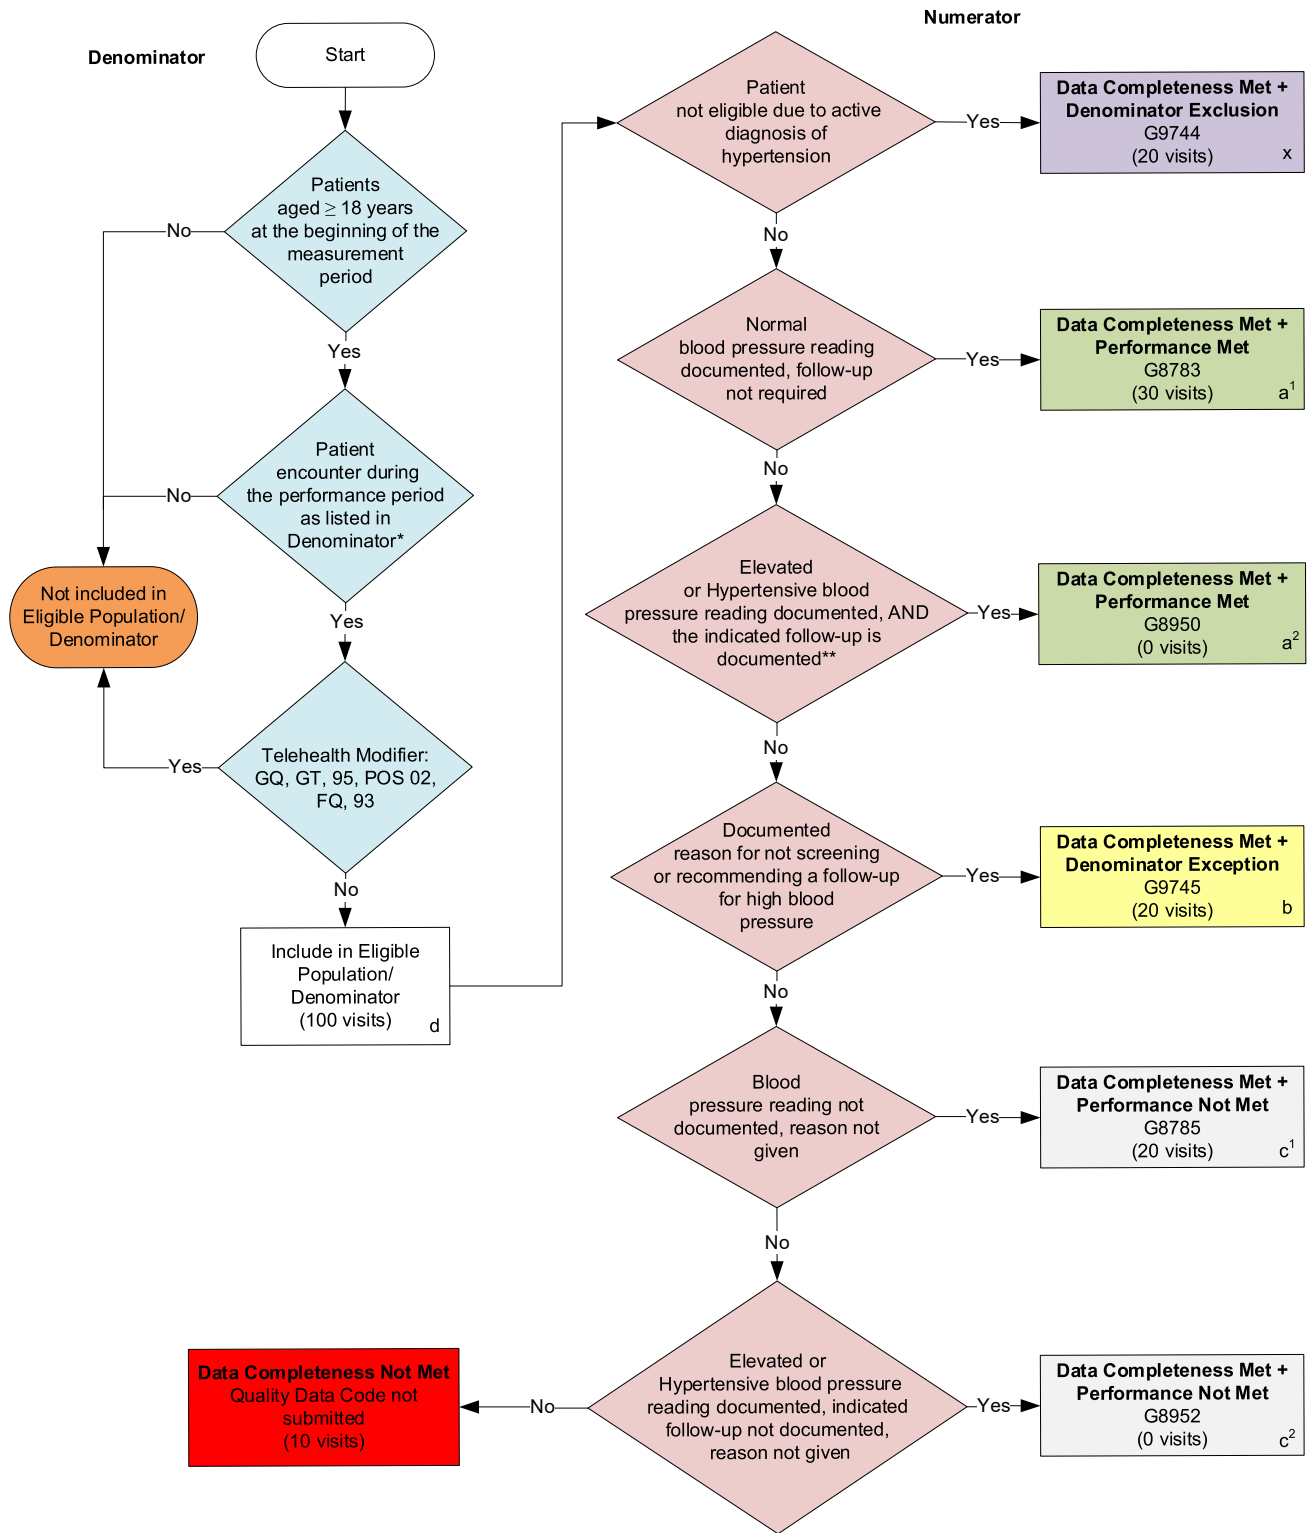 Denominator
Start
Patients
aged ≥ 18 years
at the beginning of the
measurement
period
No
Yes
Patient
encounter during
the performance period
as listed in
Denominator*
No
Yes
Not included in
Eligible Population/
Denominator
Telehealth Modifier:
GQ, GT, 95, POS 02,
FQ, 93
Yes
No
Include in Eligible
Population/
Denominator
(100 visits)
d
Numerator
Patient
not eligible due to active
diagnosis of
hypertension
Yes
Data Completeness Met +
Denominator Exclusion
G9744
(20 visits)
x
No
Normal
blood pressure reading
documented, follow-up
not required
Yes
Data Completeness Met +
Performance Met
G8783
(30 visits)
a1
No
Elevated
or Hypertensive blood
pressure reading documented, AND
the indicated follow-up is
documented**
Yes
Data Completeness Met +
Performance Met
G8950
(0 visits)
a2
No
Documented
reason for not screening
or recommending a follow-up
for high blood
pressure
Yes
Data Completeness Met +
Denominator Exception
G9745
(20 visits)
b
No
Blood
pressure reading not
documented, reason not
given
Yes
Data Completeness Met +
Performance Not Met
G8785
(20 visits)
c1
No
Elevated or
Hypertensive blood pressure
reading documented, indicated
follow-up not documented,
reason not given
Yes
Data Completeness Met +
Performance Not Met
G8952
(0 visits)
c2
No
Data Completeness Not Met
Quality Data Code not
submitted
(10 visits)